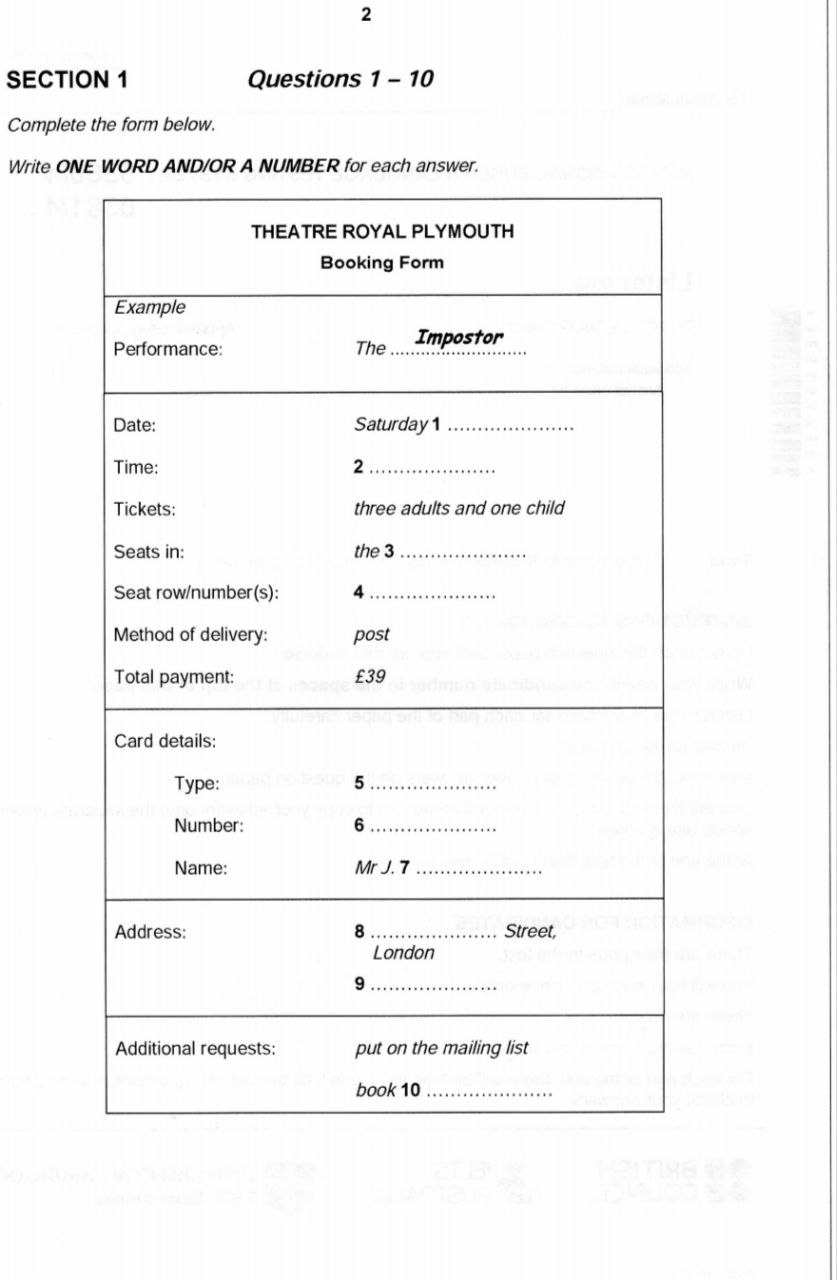 2
SECTION 1 Questions 1 – 10
Complete the form below.
Write ONE WORD AND/OR A NUMBER for each answer.
THEATRE ROYAL PLYMOUTH
Booking Form
Example
Performance: The ........ Impostor ........
Date: Saturday 1 .....................
Time: 2 .....................
Tickets: three adults and one child
Seats in: the 3 .....................
Seat row/number(s): 4 .....................
Method of delivery: post
Total payment: £39
Card details:
Type: 5 .....................
Number: 6 .....................
Name: Mr J. 7 .....................
Address: 8 ..................... Street,
London
9 .....................
Additional requests: put on the mailing list
book 10 .....................